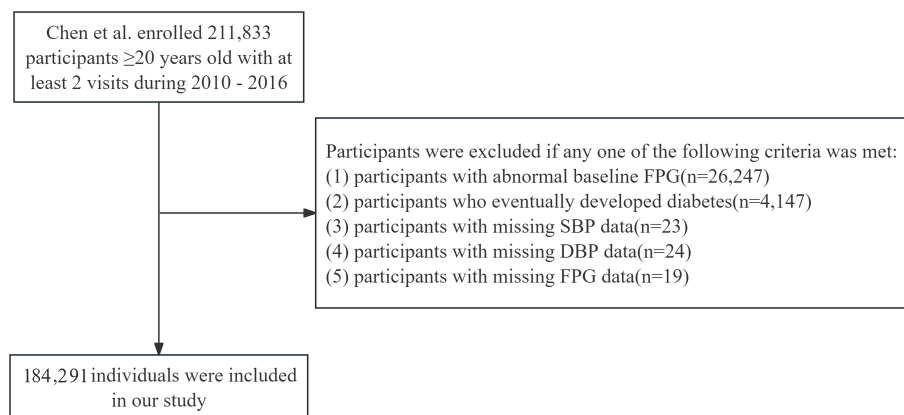 Chen et al. enrolled 211,833
participants ≥20 years old with at
least 2 visits during 2010 - 2016
Participants were excluded if any one of the following criteria was met:
(1) participants with abnormal baseline FPG(n=26,247)
(2) participants who eventually developed diabetes(n=4,147)
(3) participants with missing SBP data(n=23)
(4) participants with missing DBP data(n=24)
(5) participants with missing FPG data(n=19)
184,291individuals were included
in our study